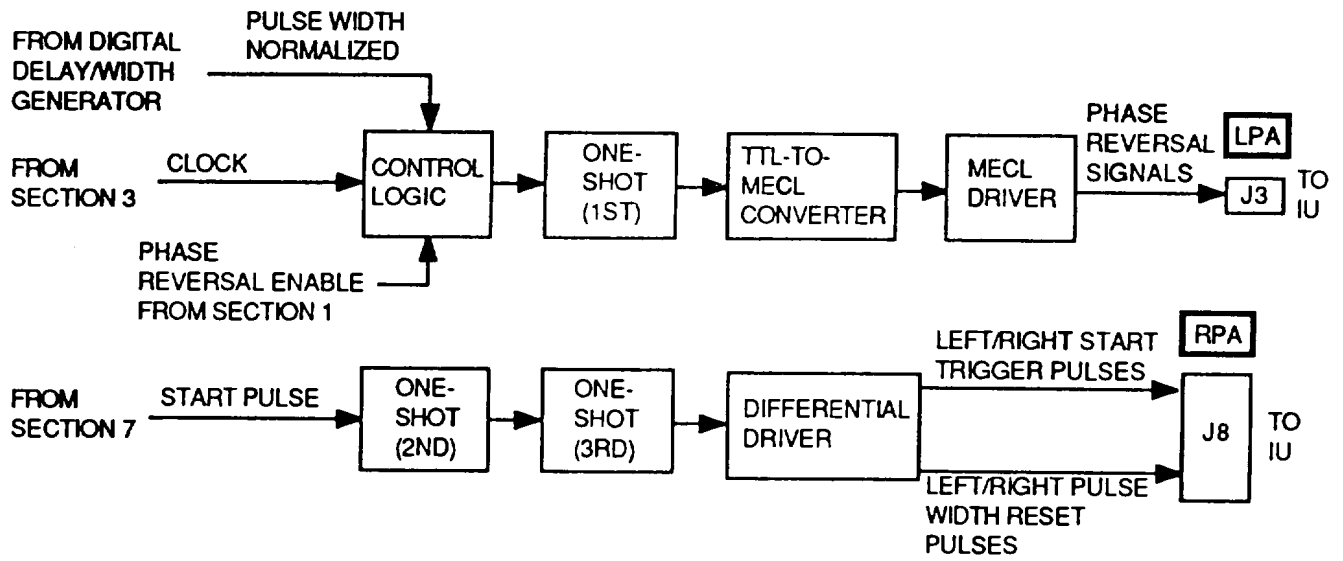 PULSE WIDTH
NORMALIZED
FROM DIGITAL
DELAY/WIDTH
GENERATOR
FROM
SECTION 3
CLOCK
CONTROL
LOGIC
ONE-
SHOT
(1ST)
TTL-TO-
MECL
CONVERTER
MECL
DRIVER
PHASE
REVERSAL
SIGNALS
LPA
J3
TO
IU
PHASE
REVERSAL ENABLE
FROM SECTION 1
FROM
SECTION 7
START PULSE
ONE-
SHOT
(2ND)
ONE-
SHOT
(3RD)
DIFFERENTIAL
DRIVER
LEFT/RIGHT START
TRIGGER PULSES
RPA
J8
TO
IU
LEFT/RIGHT PULSE
WIDTH RESET
PULSES